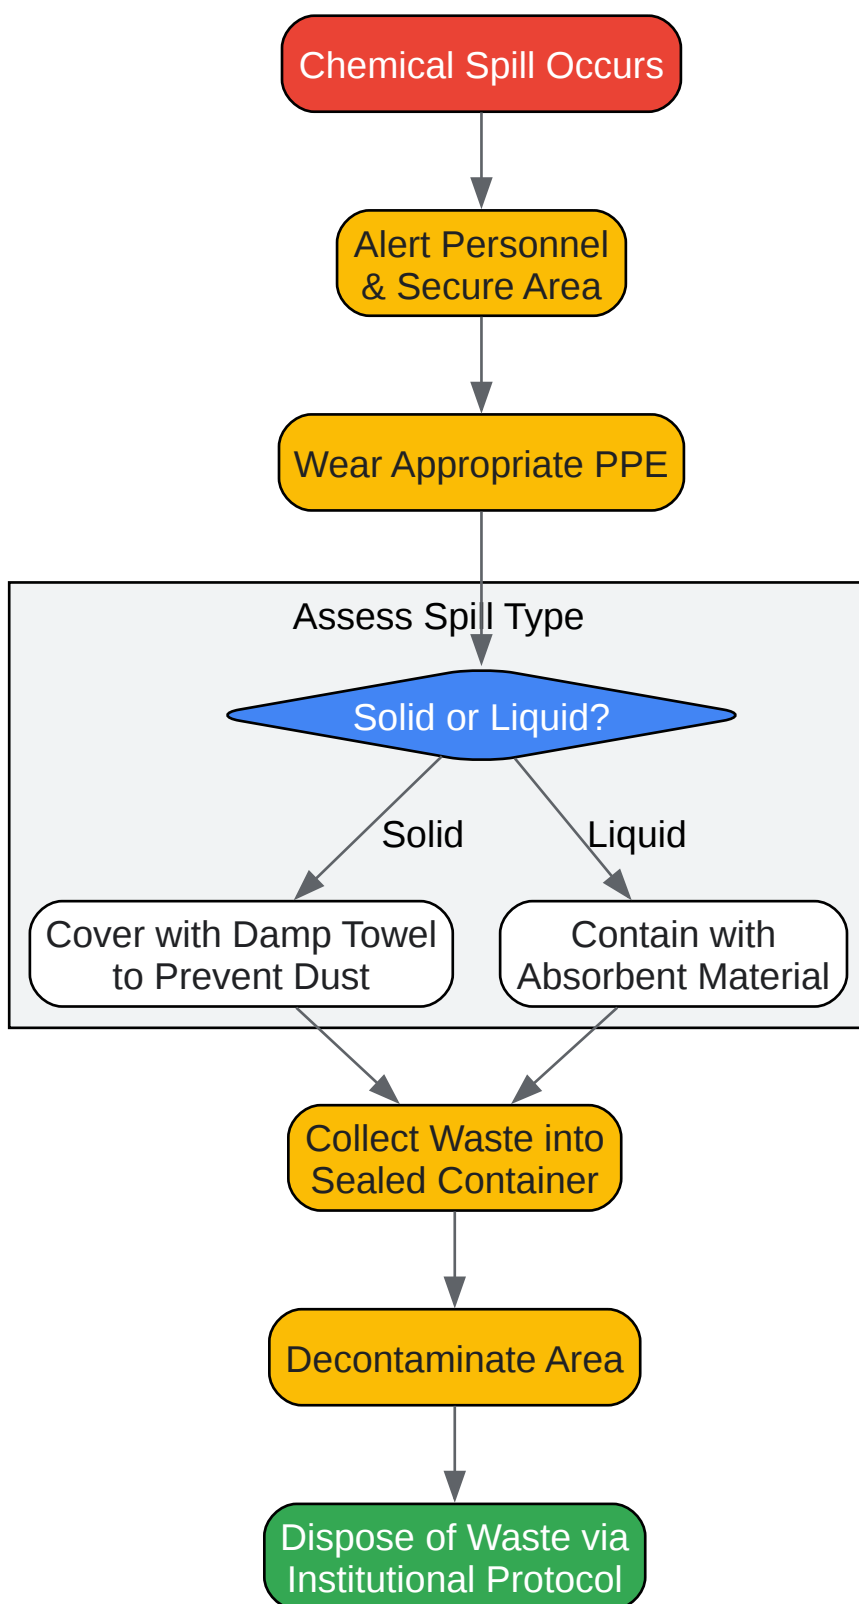 Chemical Spill Occurs
Alert Personnel
& Secure Area
Wear Appropriate PPE
Assess Spill Type
Solid or Liquid?
Solid
Liquid
Cover with Damp Towel
to Prevent Dust
Contain with
Absorbent Material
Collect Waste into
Sealed Container
Decontaminate Area
Dispose of Waste via
Institutional Protocol